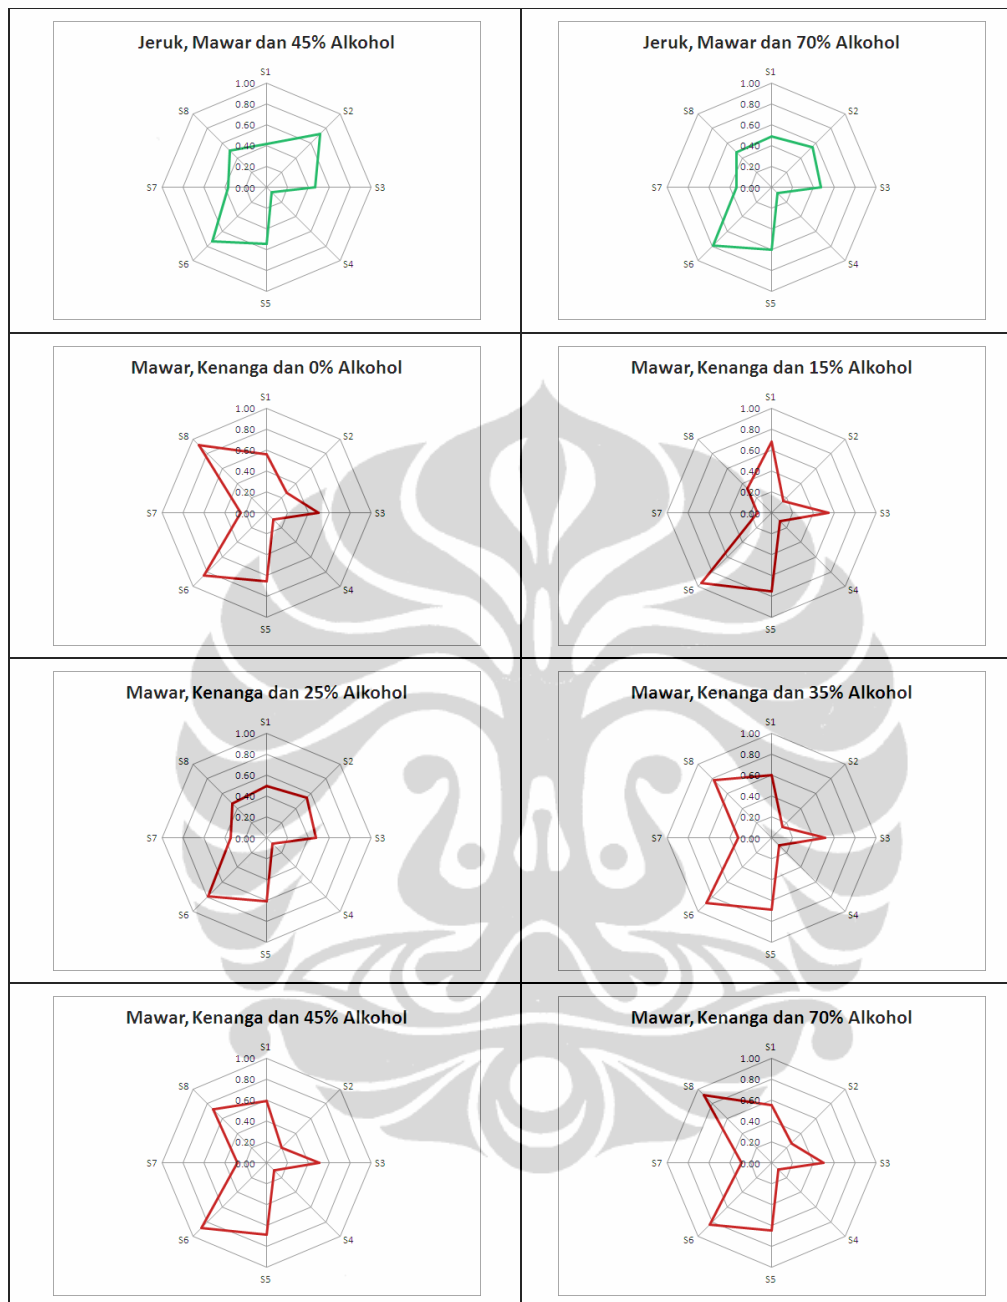 Jeruk, Mawar dan 45% Alkohol
S1
1.00
S8
0.80
S2
0.60
0.40
0.20
S7
0.00
S3
S6
S4
S5
Jeruk, Mawar dan 70% Alkohol
S1
1.00
S8
0.80
S2
0.60
0.40
0.20
S7
0.00
S3
S6
S4
S5
Mawar, Kenanga dan 0% Alkohol
S1
1.00
S8
0.80
S2
0.60
0.40
0.20
S7
0.00
S3
S6
S4
S5
Mawar, Kenanga dan 15% Alkohol
S1
1.00
S8
0.80
S2
0.60
0.40
0.20
S7
0.00
S3
S6
S4
S5
Mawar, Kenanga dan 25% Alkohol
S1
1.00
S8
0.80
S2
0.60
0.40
0.20
S7
0.00
S3
S6
S4
S5
Mawar, Kenanga dan 35% Alkohol
S1
1.00
S8
0.80
S2
0.60
0.40
0.20
S7
0.00
S3
S6
S4
S5
Mawar, Kenanga dan 45% Alkohol
S1
1.00
S8
0.80
S2
0.60
0.40
0.20
S7
0.00
S3
S6
S4
S5
Mawar, Kenanga dan 70% Alkohol
S1
1.00
S8
0.80
S2
0.60
0.40
0.20
S7
0.00
S3
S6
S4
S5